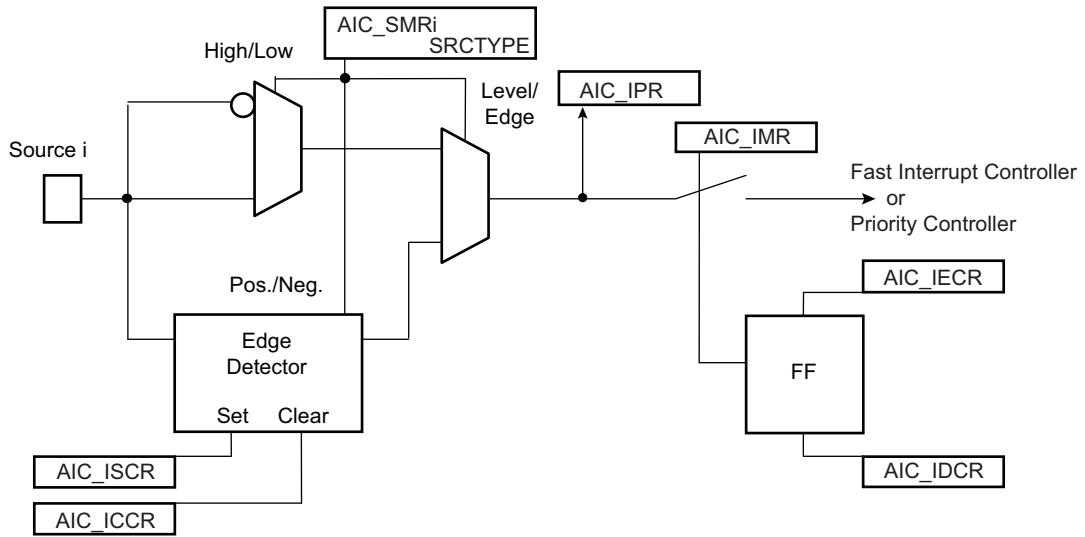 AIC_SMRi
SRCTYPE
High/Low
Level/
Edge
AIC_IPR
AIC_IMR
Source i
Fast Interrupt Controller
or
Priority Controller
Pos./Neg.
AIC_IECR
Edge
Detector
FF
Set Clear
AIC_ISCR
AIC_IDCR
AIC_ICCR